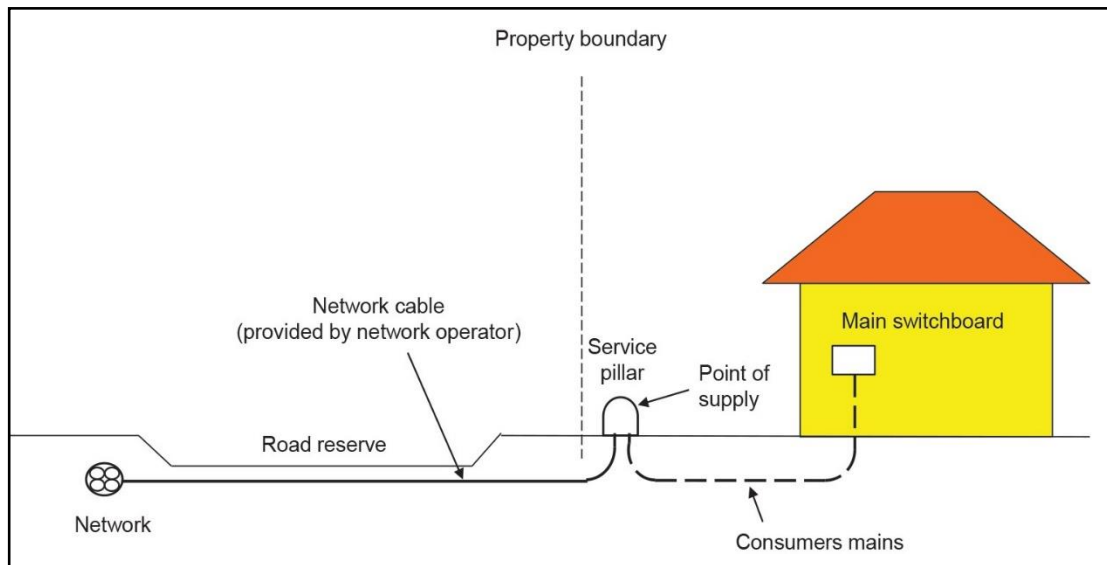 Property boundary
Network cable
(provided by network operator)
Service
pillar
Point of
supply
Main switchboard
Road reserve
Network
Consumers mains